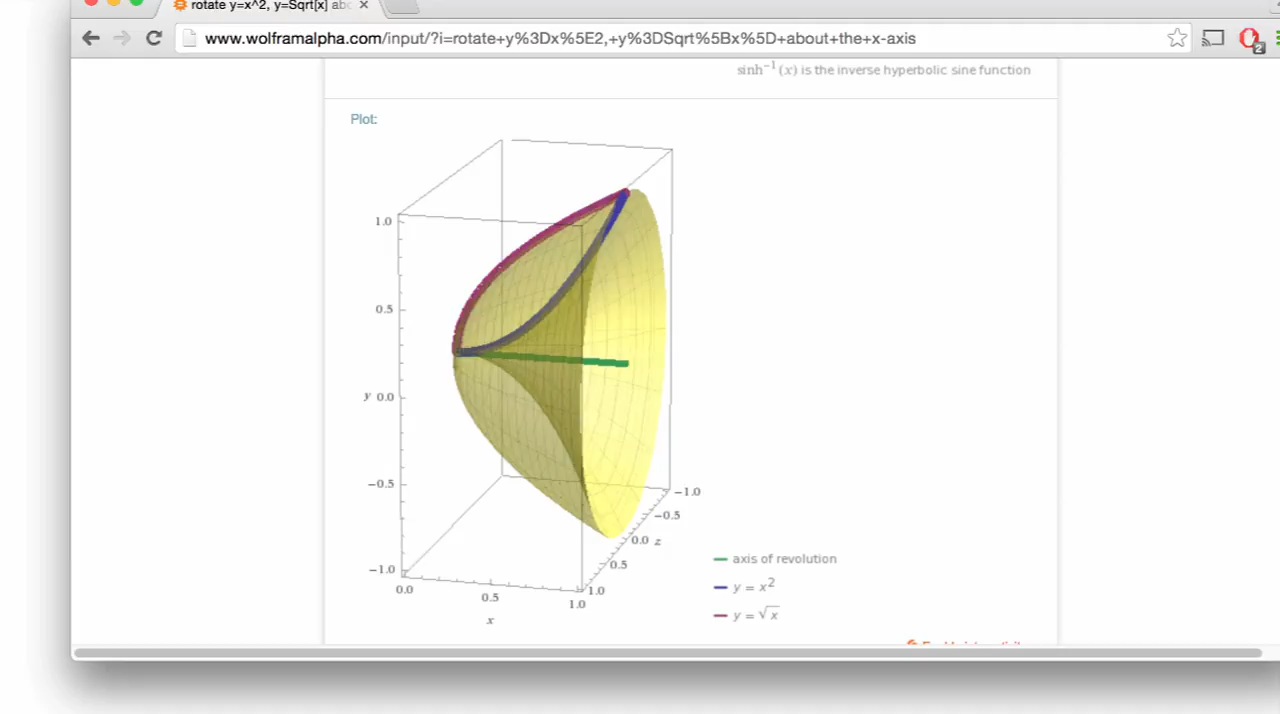 rotate y=x^2, y=Sqrt[x] abo
www.wolframalpha.com/input/?i=rotate+y%3Dx%5E2,+y%3DSqrt%5Bx%5D+about+the+x-axis
2
sinh⁻¹(x) is the inverse hyperbolic sine function
Plot:
1.0
0.5
y 0.0
−0.5
−1.0
0.0
0.5
1.0
x
−1.0
−0.5
0.0 z
0.5
1.0
axis of revolution
y = x²
y = √x